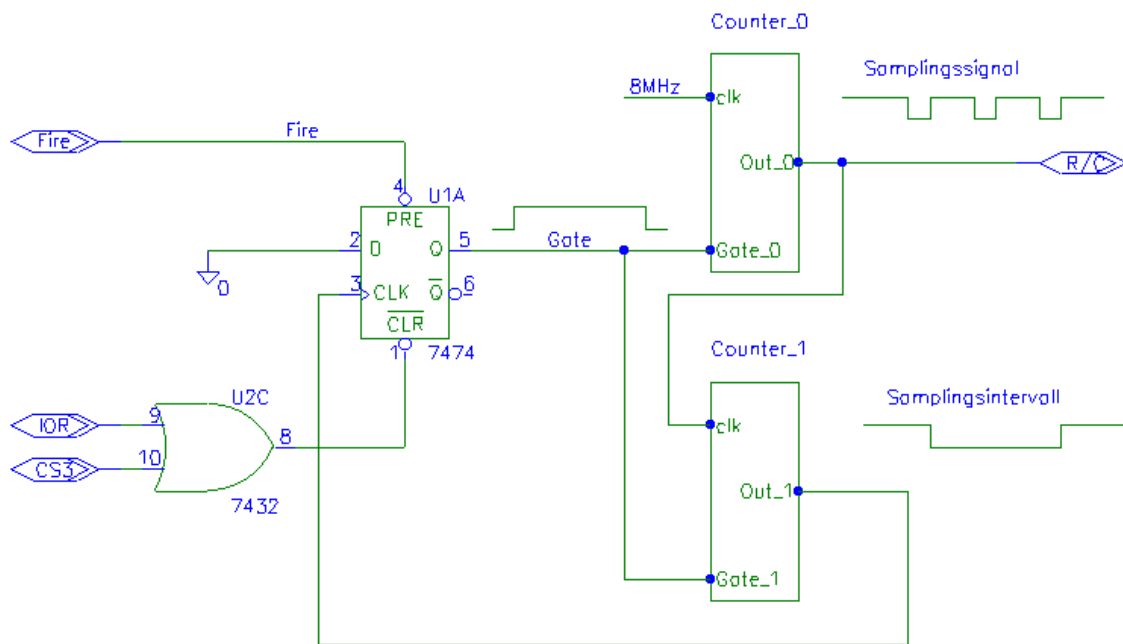 Counter_0
Samplingssignal
8MHz
clk
Fire
Fire
Out_0
R/C
4
U1A
PRE
2
D
Q
5
Gate
Gate_0
0
3
CLK
Q
6
CLR
1
7474
Counter_1
U2C
Samplingsintervall
IOR
9
clk
8
CS3
10
Out_1
7432
Gate_1